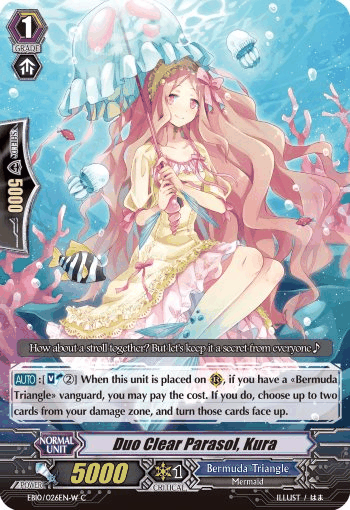 1
GRADE
SHIELD
5000
How about a stroll together? But let's keep it a secret from everyone♪
AUTO :[V ②] When this unit is placed on R, if you have a «Bermuda
Triangle» vanguard, you may pay the cost. If you do, choose up to two
cards from your damage zone, and turn those cards face up.
NORMAL
UNIT
Duo Clear Parasol, Kura
POWER
5000
1
CRITICAL
Bermuda Triangle
Mermaid
EB10/026EN-W C
ILLUST / はま